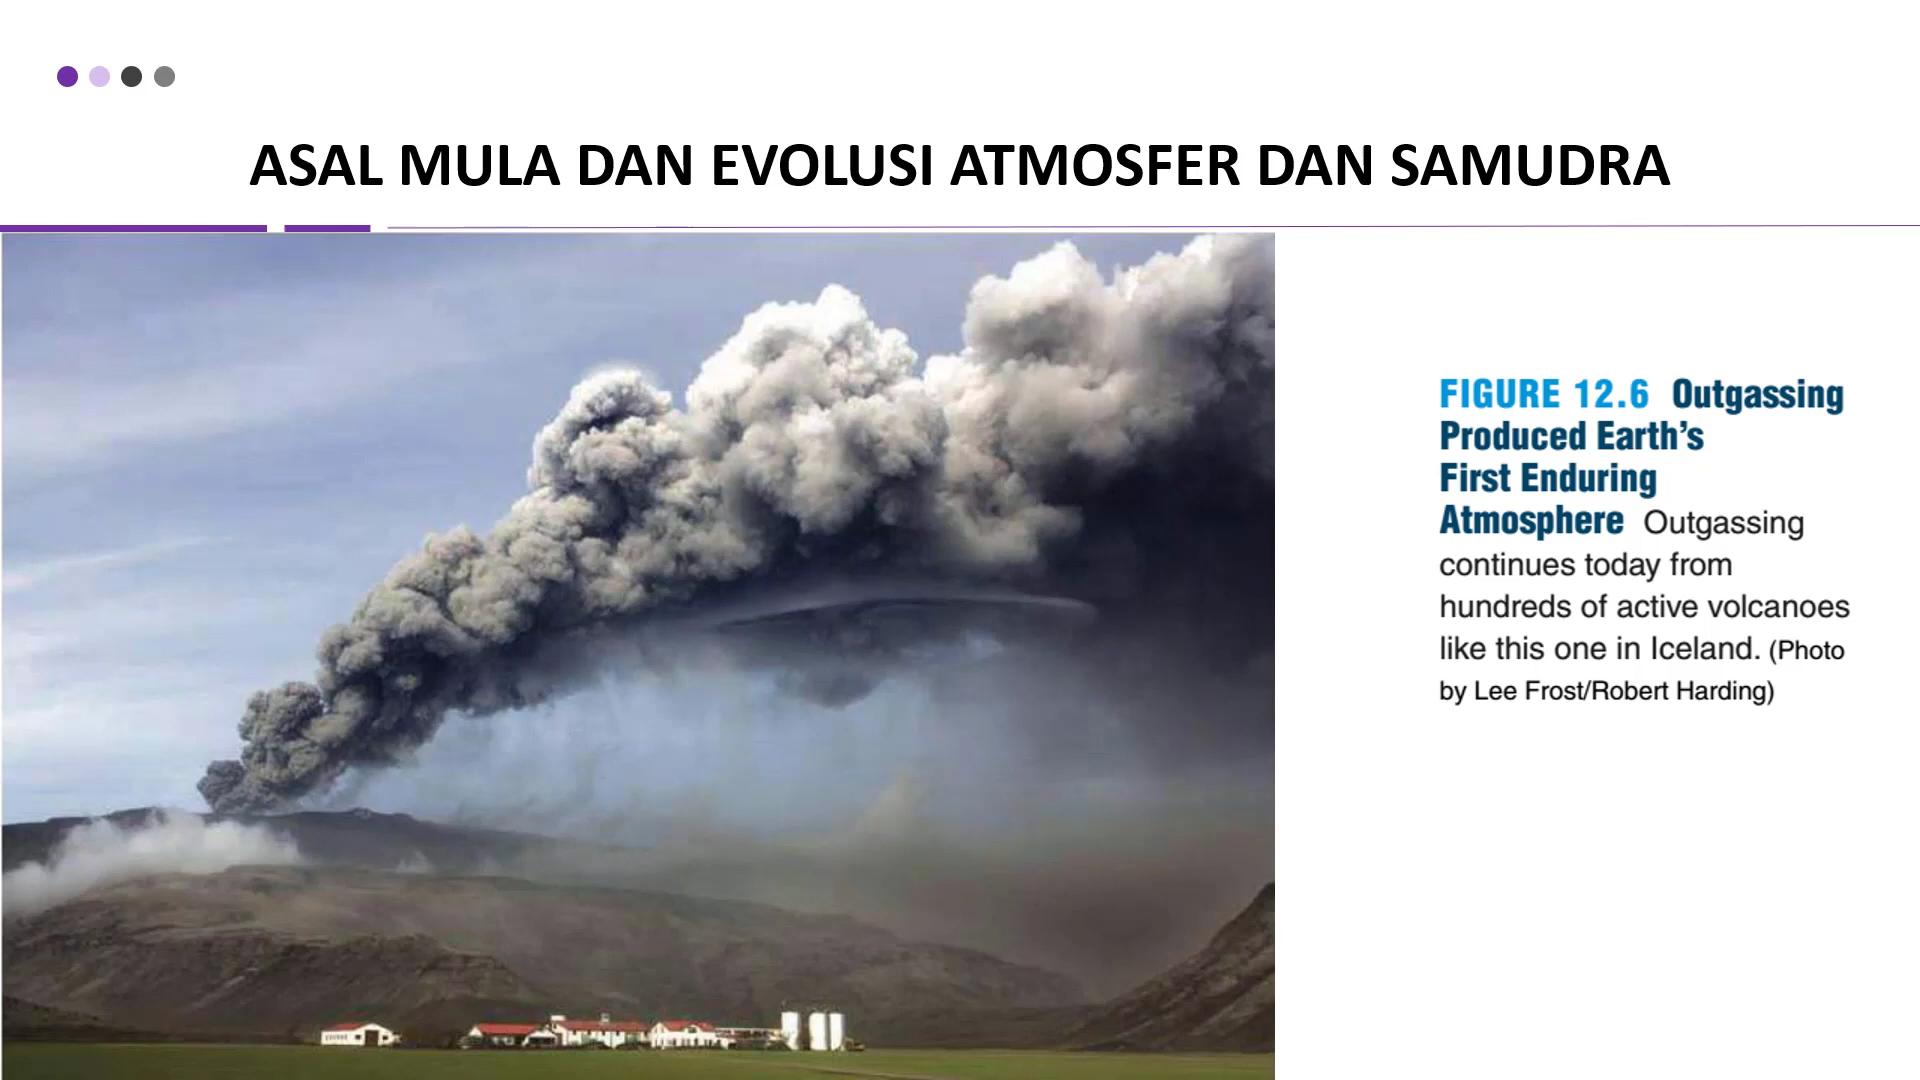 ASAL MULA DAN EVOLUSI ATMOSFER DAN SAMUDRA
FIGURE 12.6 Outgassing
Produced Earth’s
First Enduring
Atmosphere Outgassing
continues today from
hundreds of active volcanoes
like this one in Iceland. (Photo
by Lee Frost/Robert Harding)